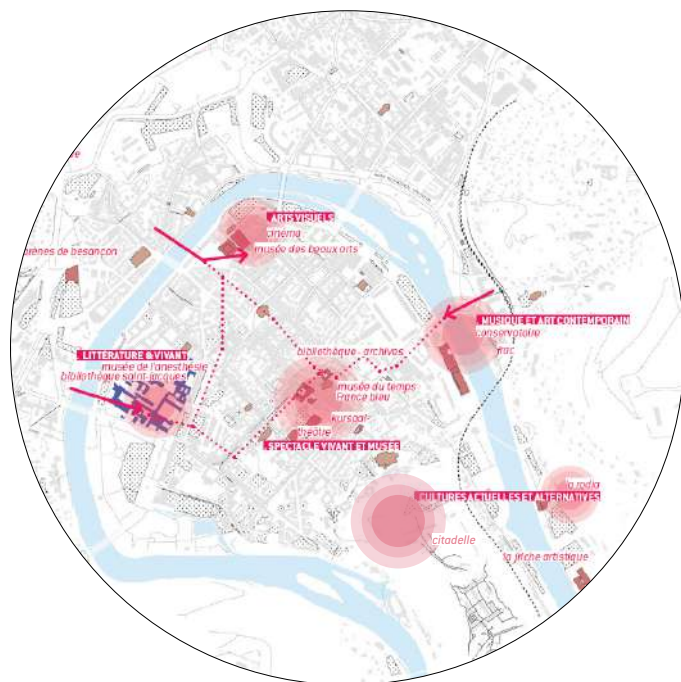 ARTS VISUELS
cinéma
musée des beaux arts
arènes de besançon
MUSIQUE ET ART CONTEMPORAIN
conservatoire
frac
LITTÉRATURE & VIVANT
musée de l'anesthésie
bibliothèque saint-jacques
bibliothèque - archives
musée du temps
France bleu
kursaal
théâtre
SPECTACLE VIVANT ET MUSÉE
la rodia
CULTURES ACTUELLES ET ALTERNATIVES
citadelle
la friche artistique